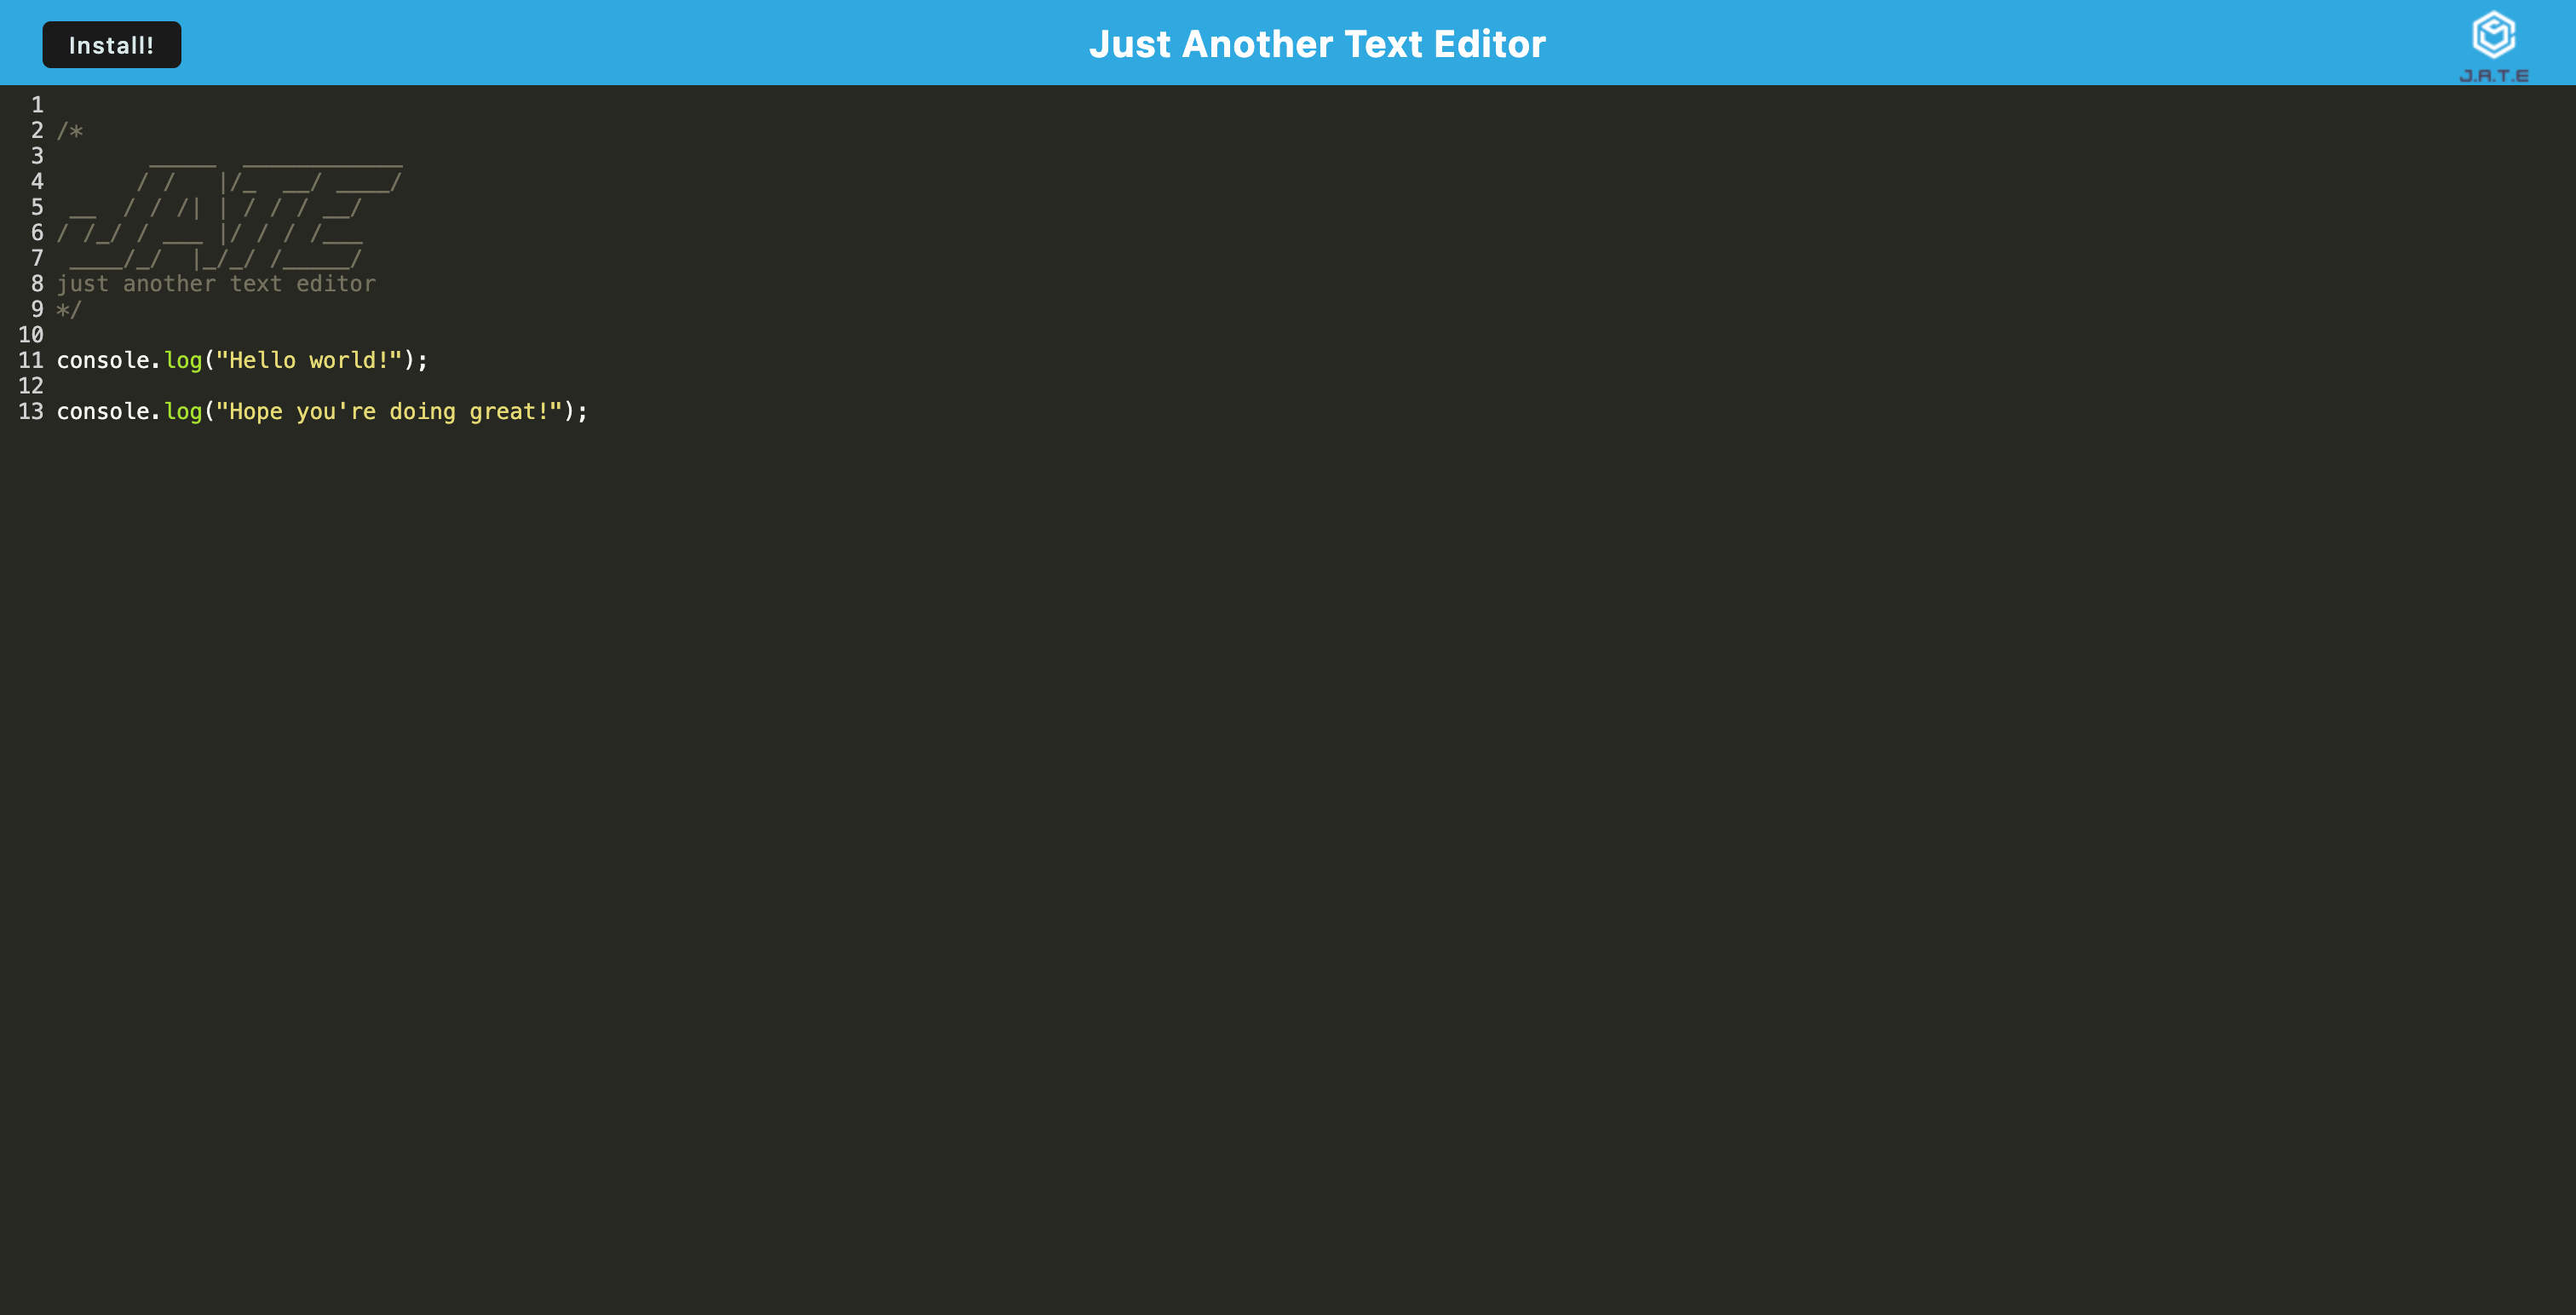 Install!
Just Another Text Editor
J.A.T.E
1
2 /*
3        _____  ____________
4       / /   |/_  __/ ____/
5  __  / / /| | / / / __/
6 / /_/ / ___ |/ / / /___
7  ____/_/  |_/_/ /_____/
8 just another text editor
9 */
10
11 console.log("Hello world!");
12
13 console.log("Hope you're doing great!");